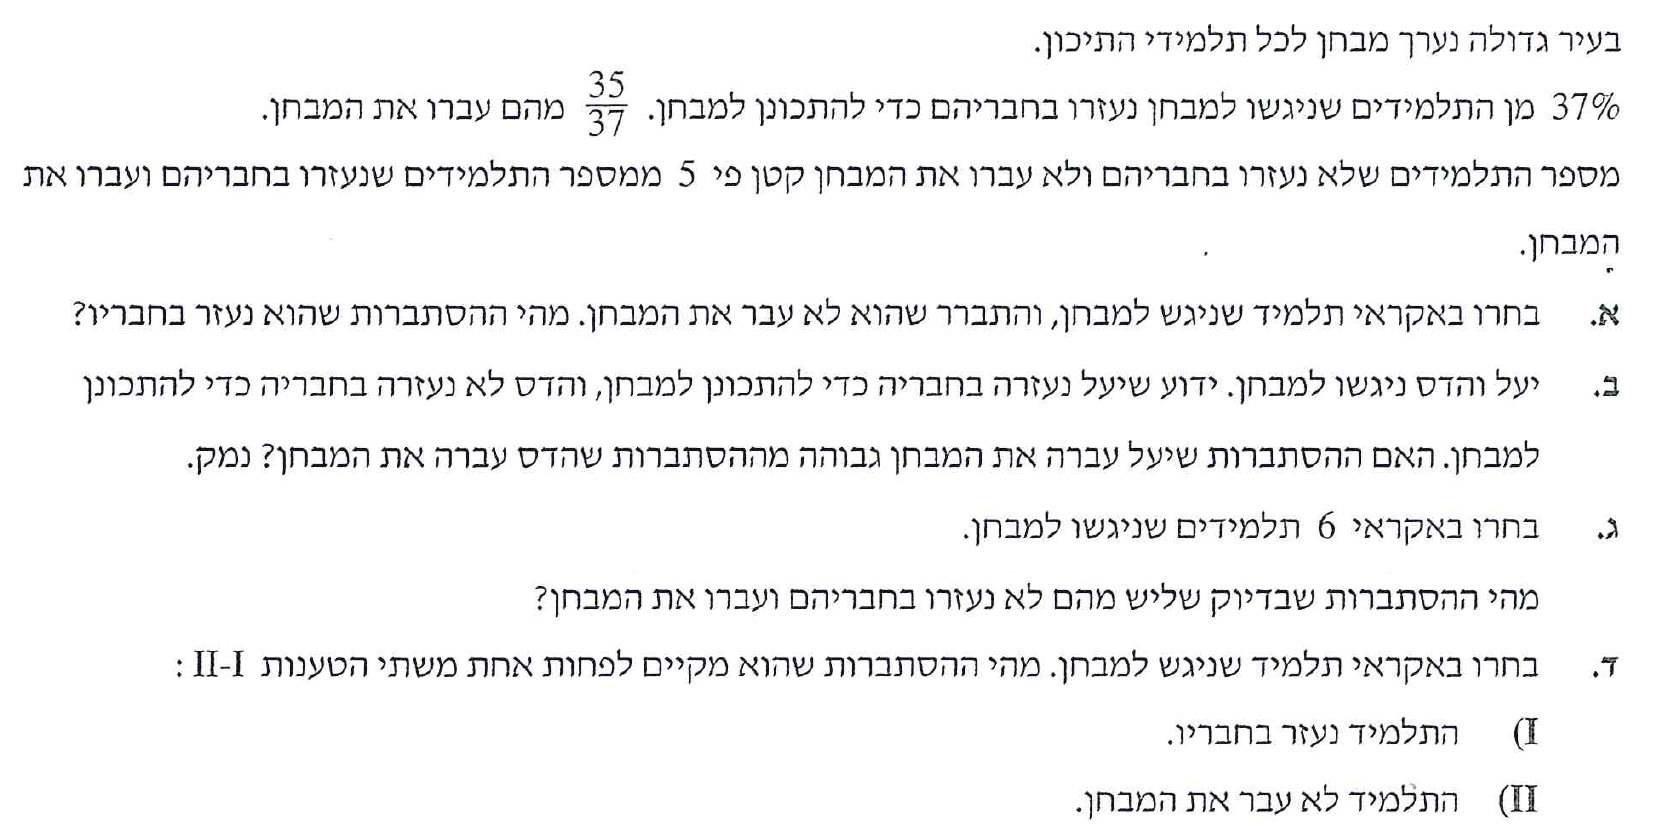 בעיר גדולה נערך מבחן לכל תלמידי התיכון.
37% מן התלמידים שניגשו למבחן נעזרו בחבריהם כדי להתכונן למבחן. 35/37 מהם עברו את המבחן.
מספר התלמידים שלא נעזרו בחבריהם ולא עברו את המבחן קטן פי 5 ממספר התלמידים שנעזרו בחבריהם ועברו את
המבחן.
א. בחרו באקראי תלמיד שניגש למבחן, והתברר שהוא לא עבר את המבחן. מהי ההסתברות שהוא נעזר בחבריו?
ב. יעל והדס ניגשו למבחן. ידוע שיעל נעזרה בחבריה כדי להתכונן למבחן, והדס לא נעזרה בחבריה כדי להתכונן
למבחן. האם ההסתברות שיעל עברה את המבחן גבוהה מההסתברות שהדס עברה את המבחן? נמק.
ג. בחרו באקראי 6 תלמידים שניגשו למבחן.
מהי ההסתברות שבדיוק שליש מהם לא נעזרו בחבריהם ועברו את המבחן?
ד. בחרו באקראי תלמיד שניגש למבחן. מהי ההסתברות שהוא מקיים לפחות אחת משתי הטענות II-I :
I) התלמיד נעזר בחבריו.
II) התלמיד לא עבר את המבחן.